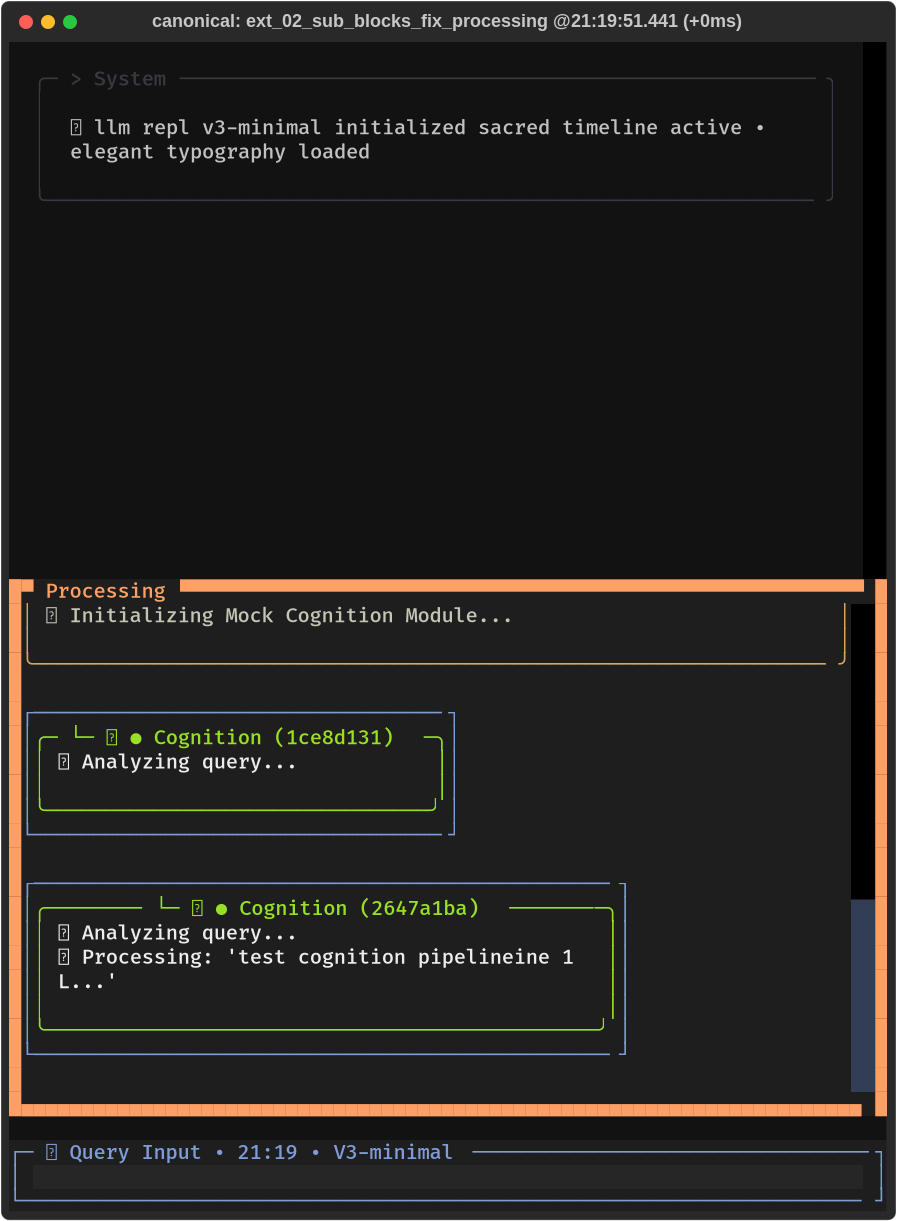 canonical: ext_02_sub_blocks_fix_processing @21:19:51.441 (+0ms)
> System
llm repl v3-minimal initialized sacred timeline active •
elegant typography loaded
Processing
Initializing Mock Cognition Module...
└─ ● Cognition (1ce8d131)
Analyzing query...
└─ ● Cognition (2647a1ba)
Analyzing query...
Processing: 'test cognition pipelineine 1
L...'
Query Input • 21:19 • V3-minimal